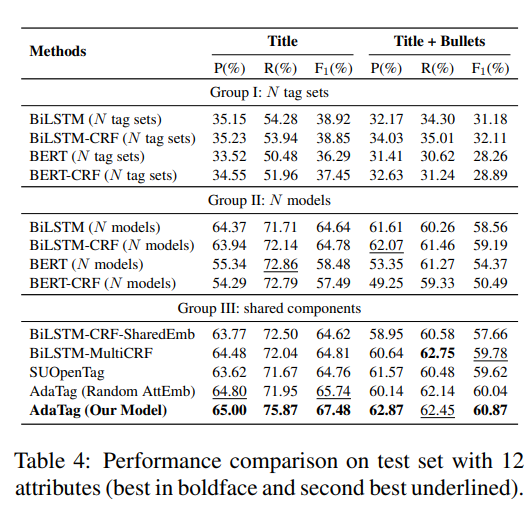 Methods Title Title + Bullets
P(%) R(%) F1(%) P(%) R(%) F1(%)
Group I: N tag sets
BiLSTM (N tag sets) 35.15 54.28 38.92 32.17 34.30 31.18
BiLSTM-CRF (N tag sets) 35.23 53.94 38.85 34.03 35.01 32.11
BERT (N tag sets) 33.52 50.48 36.29 31.41 30.62 28.26
BERT-CRF (N tag sets) 34.55 51.96 37.45 32.63 31.24 28.89
Group II: N models
BiLSTM (N models) 64.37 71.71 64.64 61.61 60.26 58.56
BiLSTM-CRF (N models) 63.94 72.14 64.78 62.07 61.46 59.19
BERT (N models) 55.34 72.86 58.48 53.35 61.27 54.37
BERT-CRF (N models) 54.29 72.79 57.49 49.25 59.33 50.49
Group III: shared components
BiLSTM-CRF-SharedEmb 63.77 72.50 64.62 58.95 60.58 57.66
BiLSTM-MultiCRF 64.48 72.04 64.81 60.64 62.75 59.78
SUOpenTag 63.62 71.67 64.76 61.57 60.48 59.62
AdaTag (Random AttEmb) 64.80 71.95 65.74 60.14 62.14 60.04
AdaTag (Our Model) 65.00 75.87 67.48 62.87 62.45 60.87
Table 4: Performance comparison on test set with 12
attributes (best in boldface and second best underlined).